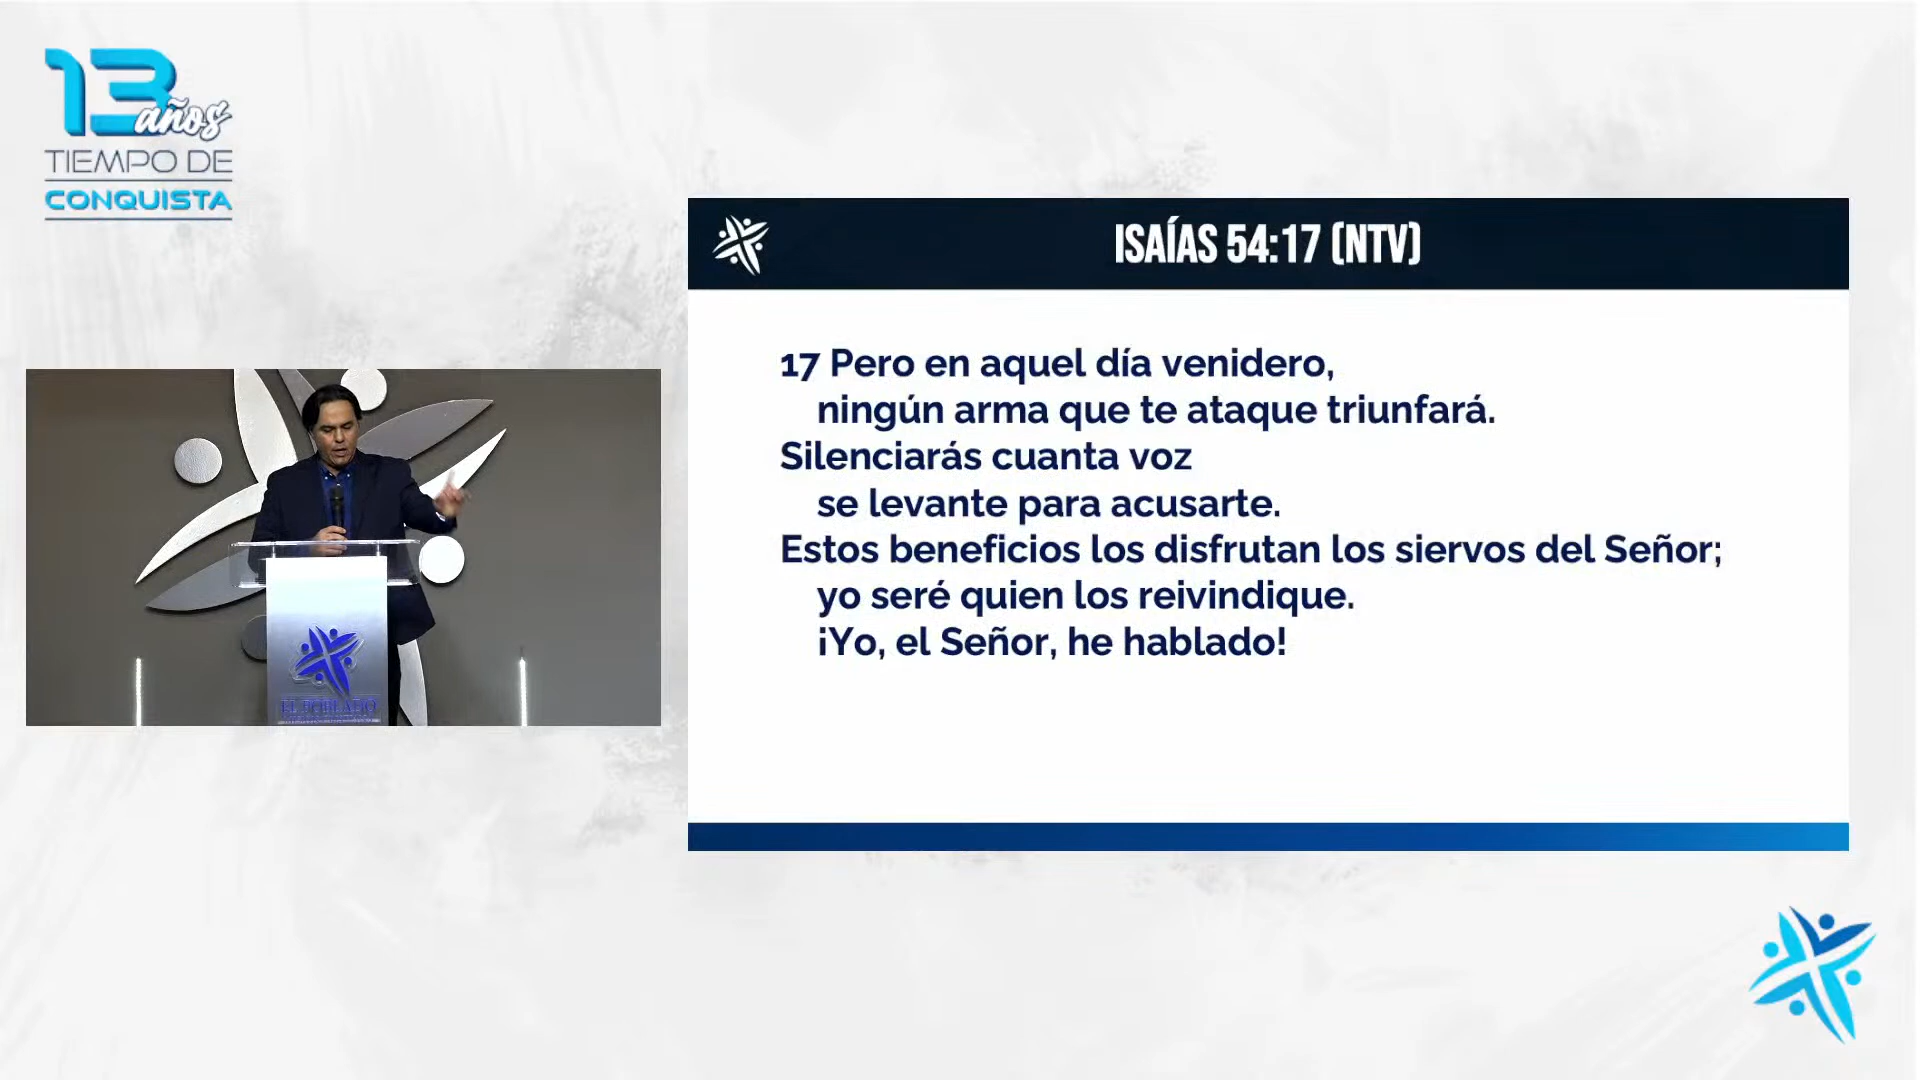 13
años
TIEMPO DE
CONQUISTA
ISAÍAS 54:17 (NTV)
17 Pero en aquel día venidero,
ningún arma que te ataque triunfará.
Silenciarás cuanta voz
se levante para acusarte.
Estos beneficios los disfrutan los siervos del Señor;
yo seré quien los reivindique.
¡Yo, el Señor, he hablado!
EL POBLADO